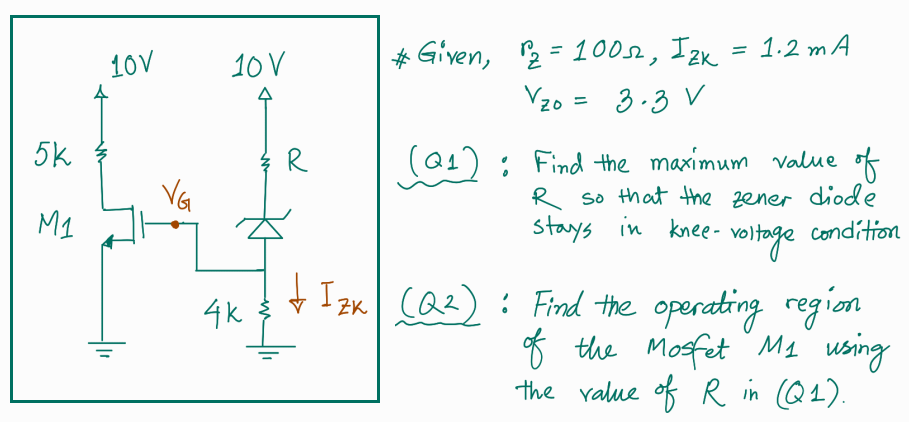 10V
10V
5k
R
VG
M1
4k
IZK
* Given, rz = 100Ω, IZK = 1.2 mA
VZO = 3.3 V
(Q1) : Find the maximum value of
R so that the zener diode
stays in knee-voltage condition
(Q2) : Find the operating region
of the Mosfet M1 using
the value of R in (Q1).